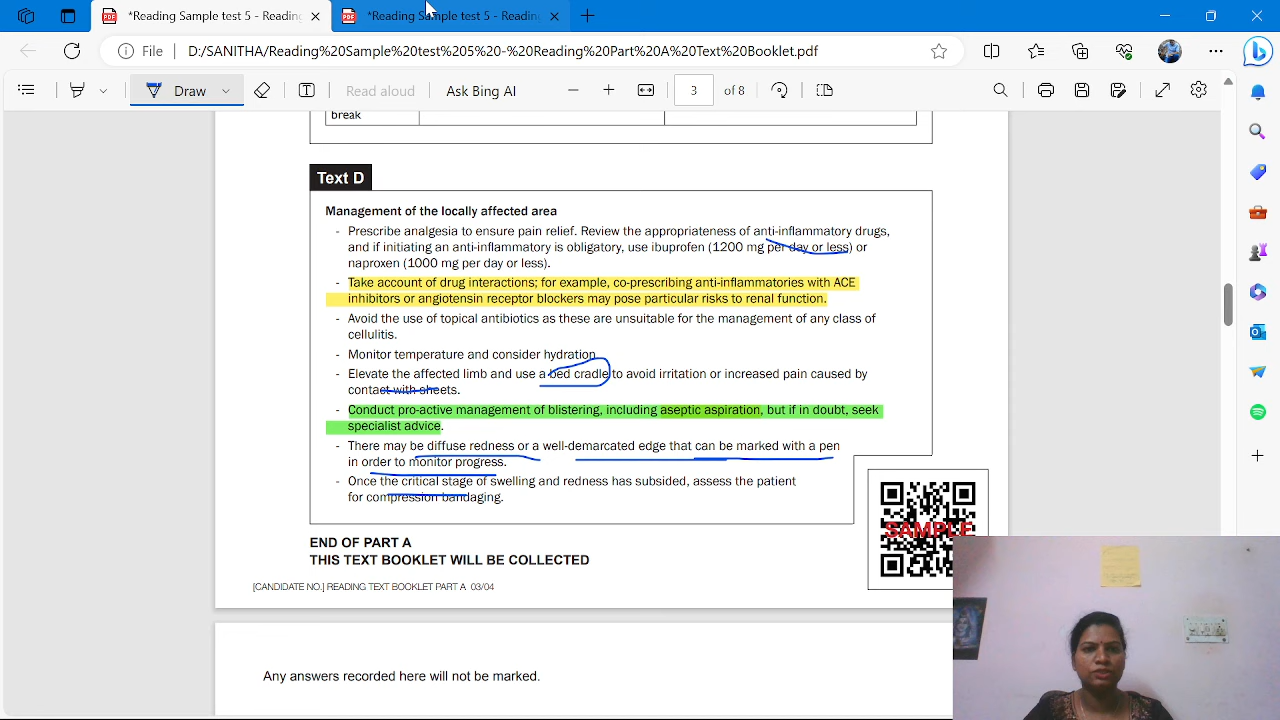 *Reading Sample test 5 - Reading
*Reading Sample test 5 - Reading
File
D:/SANITHA/Reading%20Sample%20test%205%20-%20Reading%20Part%20A%20Text%20Booklet.pdf
Draw
Read aloud
Ask Bing AI
3
of 8
break
Text D
Management of the locally affected area
- Prescribe analgesia to ensure pain relief. Review the appropriateness of anti-inflammatory drugs,
and if initiating an anti-inflammatory is obligatory, use ibuprofen (1200 mg per day or less) or
naproxen (1000 mg per day or less).
- Take account of drug interactions; for example, co-prescribing anti-inflammatories with ACE
inhibitors or angiotensin receptor blockers may pose particular risks to renal function.
- Avoid the use of topical antibiotics as these are unsuitable for the management of any class of
cellulitis.
- Monitor temperature and consider hydration
- Elevate the affected limb and use a bed cradle to avoid irritation or increased pain caused by
contact with sheets.
- Conduct pro-active management of blistering, including aseptic aspiration, but if in doubt, seek
specialist advice.
- There may be diffuse redness or a well-demarcated edge that can be marked with a pen
in order to monitor progress.
- Once the critical stage of swelling and redness has subsided, assess the patient
for compression bandaging.
SAMPLE
END OF PART A
THIS TEXT BOOKLET WILL BE COLLECTED
[CANDIDATE NO.] READING TEXT BOOKLET PART A 03/04
Any answers recorded here will not be marked.